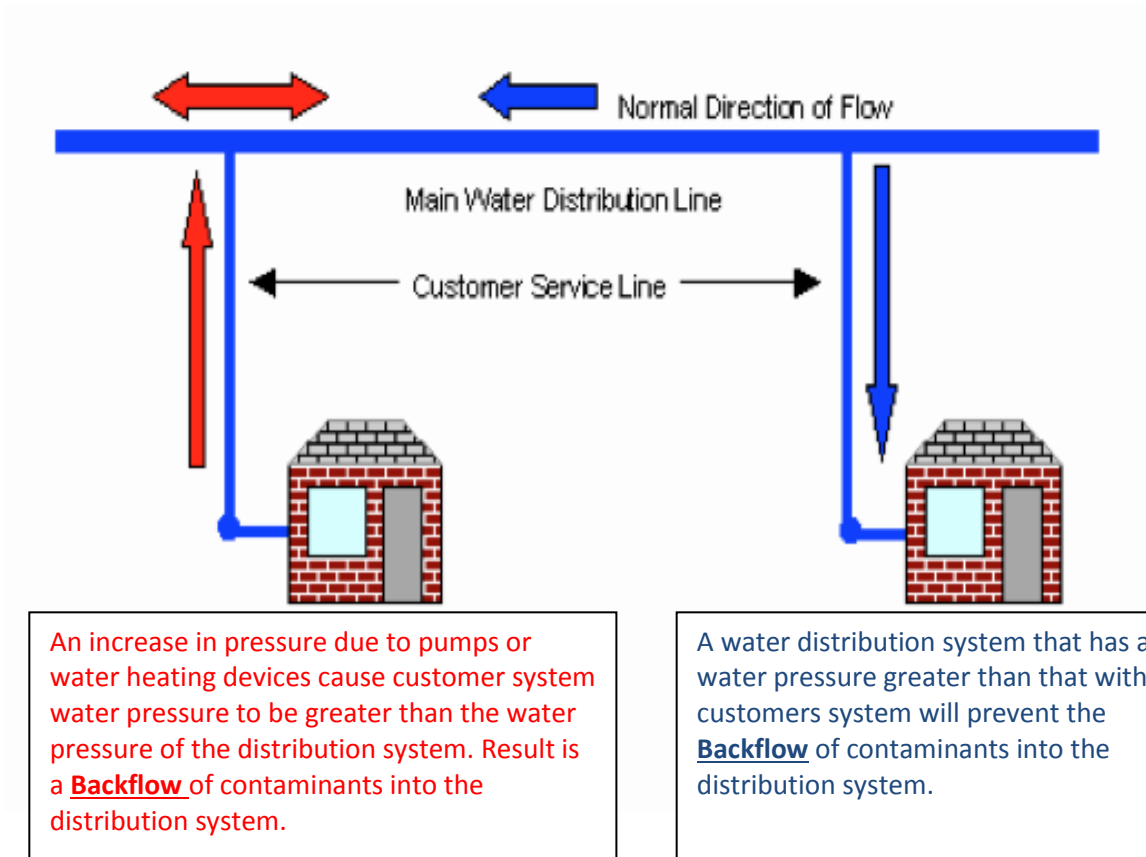 Normal Direction of Flow
Main Water Distribution Line
Customer Service Line
An increase in pressure due to pumps or
water heating devices cause customer system
water pressure to be greater than the water
pressure of the distribution system. Result is
a Backflow of contaminants into the
distribution system.
A water distribution system that has a
water pressure greater than that with
customers system will prevent the
Backflow of contaminants into the
distribution system.